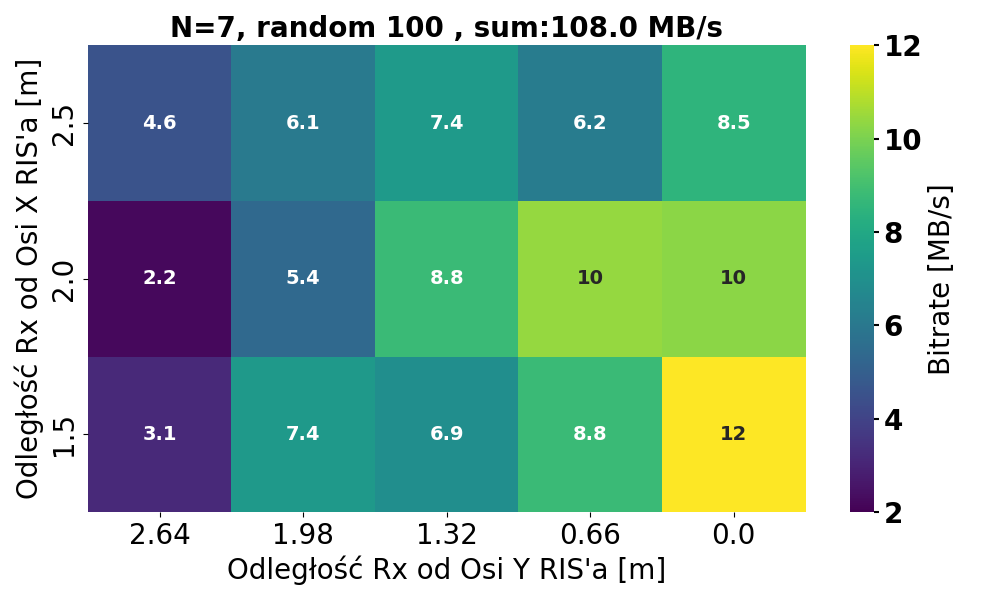 N=7, random 100 , sum:108.0 MB/s
Odległość Rx od Osi X RIS'a [m]
2.5
4.6 6.1 7.4 6.2 8.5
2.0
2.2 5.4 8.8 10 10
1.5
3.1 7.4 6.9 8.8 12
2.64 1.98 1.32 0.66 0.0
Odległość Rx od Osi Y RIS'a [m]
12
10
8
6
4
2
Bitrate [MB/s]